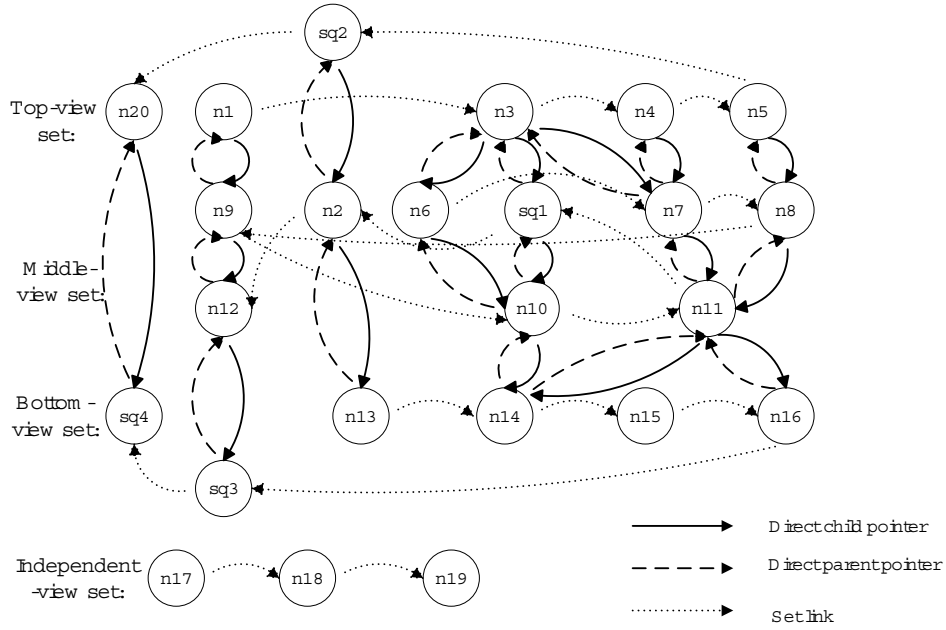 sq2
Top-view
set:
n20
n1
n3
n4
n5
n9
n2
n6
sq1
n7
n8
Middle-
view set:
n12
n10
n11
Bottom -
view set:
sq4
n13
n14
n15
n16
sq3
Direct child pointer
Independent
-view set:
n17
n18
n19
Direct parent pointer
Set link